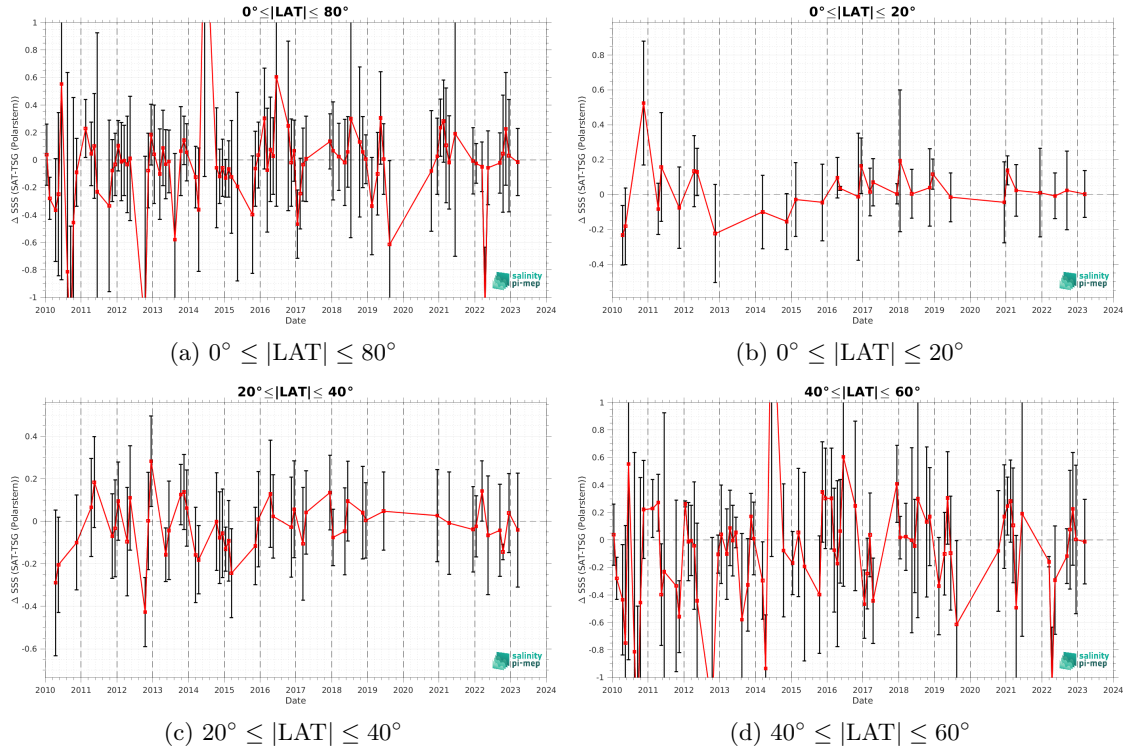 0°≤|LAT|≤ 80°
Δ SSS (SAT-TSG (Polarstern))
1
0.8
0.6
0.4
0.2
0
-0.2
-0.4
-0.6
-0.8
-1
2010 2011 2012 2013 2014 2015 2016 2017 2018 2019 2020 2021 2022 2023 2024
Date
salinity
pi-mep
(a) 0° ≤ |LAT| ≤ 80°
0°≤|LAT|≤ 20°
Δ SSS (SAT-TSG (Polarstern))
0.8
0.6
0.4
0.2
0
-0.2
-0.4
2010 2011 2012 2013 2014 2015 2016 2017 2018 2019 2020 2021 2022 2023 2024
Date
salinity
pi-mep
(b) 0° ≤ |LAT| ≤ 20°
20°≤|LAT|≤ 40°
Δ SSS (SAT-TSG (Polarstern))
0.4
0.2
0
-0.2
-0.4
-0.6
2010 2011 2012 2013 2014 2015 2016 2017 2018 2019 2020 2021 2022 2023 2024
Date
salinity
pi-mep
(c) 20° ≤ |LAT| ≤ 40°
40°≤|LAT|≤ 60°
Δ SSS (SAT-TSG (Polarstern))
1
0.8
0.6
0.4
0.2
0
-0.2
-0.4
-0.6
-0.8
-1
2010 2011 2012 2013 2014 2015 2016 2017 2018 2019 2020 2021 2022 2023 2024
Date
salinity
pi-mep
(d) 40° ≤ |LAT| ≤ 60°